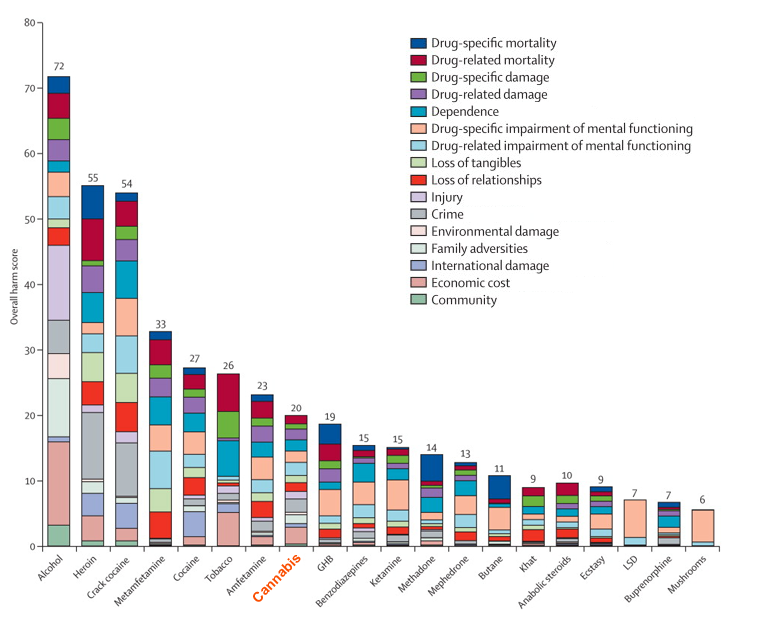 80
70
60
50
40
30
20
10
0
Overall harm score
Drug-specific mortality
Drug-related mortality
Drug-specific damage
Drug-related damage
Dependence
Drug-specific impairment of mental functioning
Drug-related impairment of mental functioning
Loss of tangibles
Loss of relationships
Injury
Crime
Environmental damage
Family adversities
International damage
Economic cost
Community
72
55
54
33
27
26
23
20
19
15
15
14
13
11
9
10
9
7
7
6
Alcohol
Heroin
Crack cocaine
Metamfetamine
Cocaine
Tobacco
Amfetamine
Cannabis
GHB
Benzodiazepines
Ketamine
Methadone
Mephedrone
Butane
Khat
Anabolic steroids
Ecstasy
LSD
Buprenorphine
Mushrooms